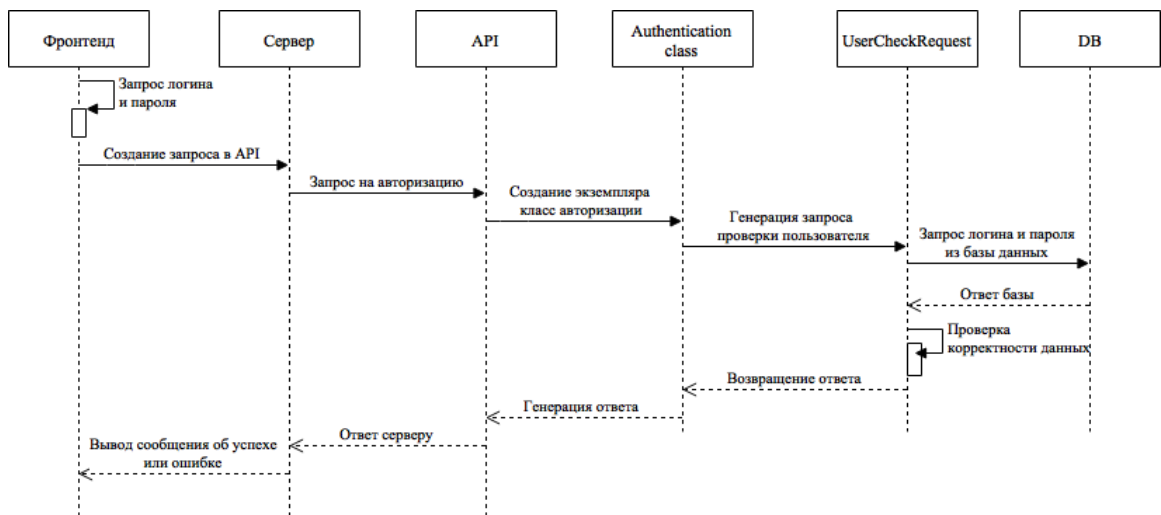 Фронтенд
Сервер
API
Authentication
class
UserCheckRequest
DB
Запрос логина
и пароля
Создание запроса в API
Запрос на авторизацию
Создание экземпляра
класс авторизации
Генерация запроса
проверки пользователя
Запрос логина и пароля
из базы данных
Ответ базы
Проверка
корректности данных
Возвращение ответа
Генерация ответа
Ответ серверу
Вывод сообщения об успехе
или ошибке